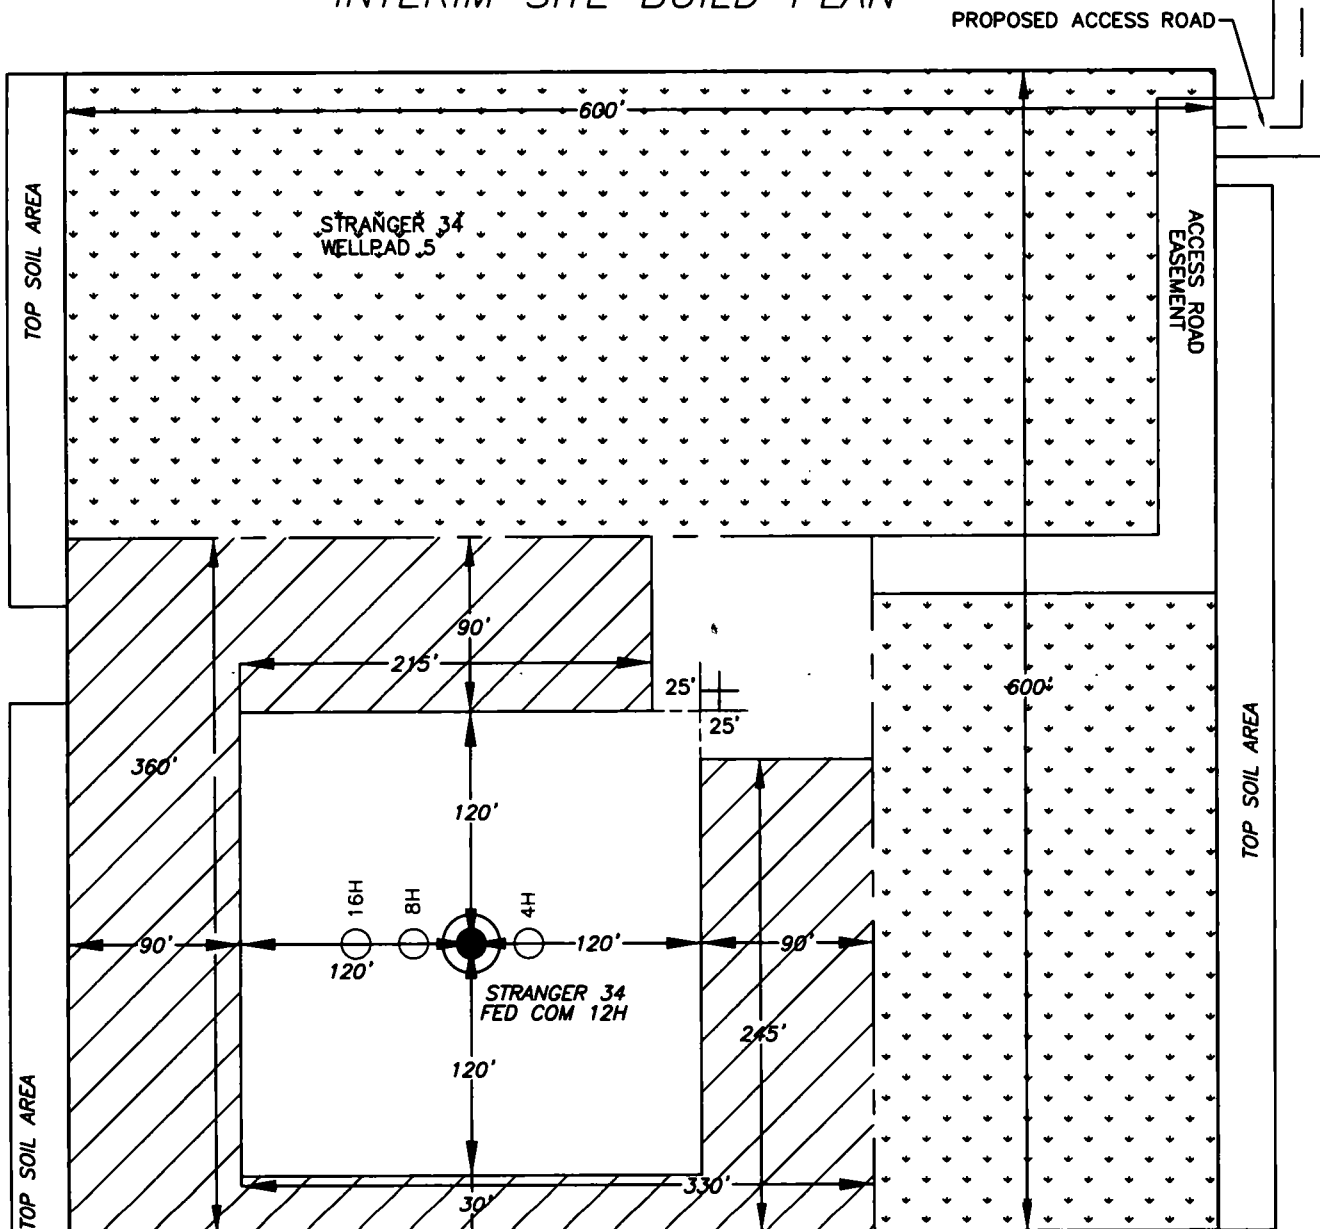 INTERIM SITE BUILD PLAN
PROPOSED ACCESS ROAD
600'
TOP SOIL AREA
STRANGER 34
WELLPAD 5
ACCESS ROAD
EASEMENT
90'
215'
25'
25'
600'
360'
120'
TOP SOIL AREA
16H
8H
4H
90'
120'
120'
90'
STRANGER 34
FED COM 12H
245'
120'
TOP SOIL AREA
330'
30'